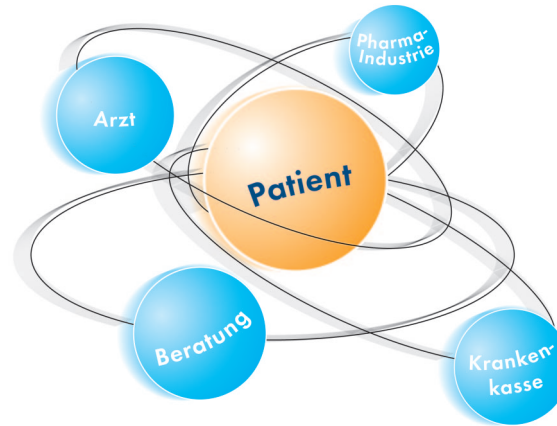 Pharma-
Industrie
Arzt
Patient
Beratung
Kranken-
kasse